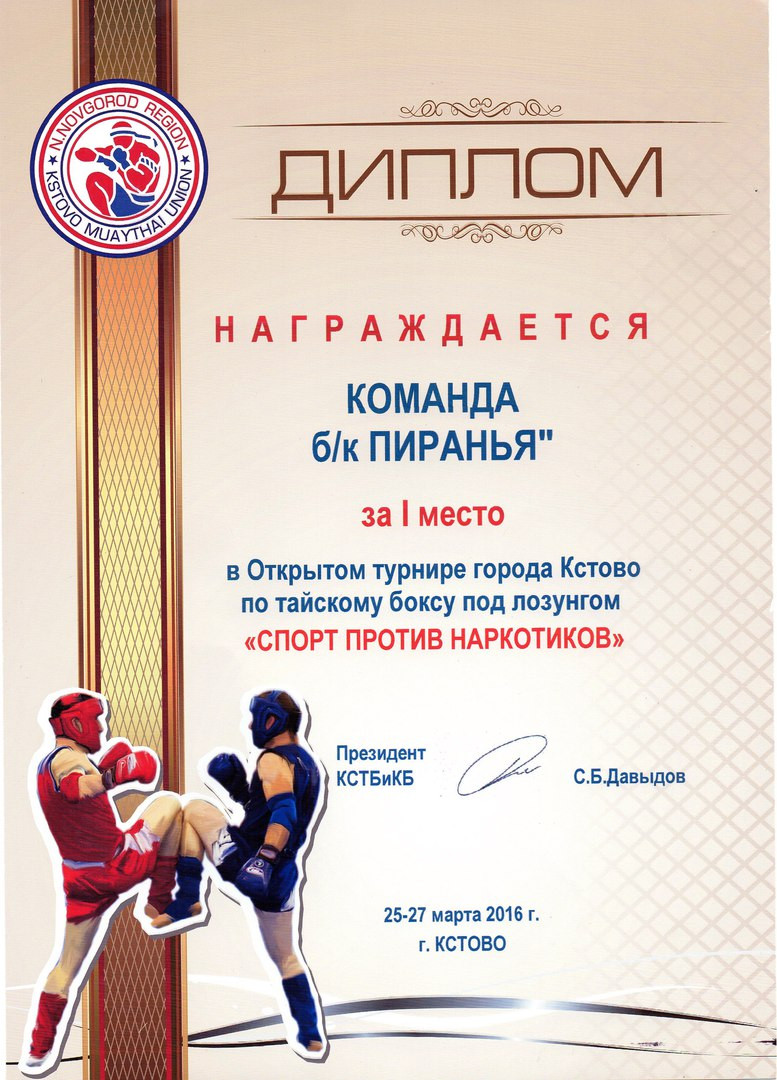 N.NOVGOROD REGION
KSTOVO MUAYTHAI UNION
ДИПЛОМ
НАГРАЖДАЕТСЯ
КОМАНДА
б/к ПИРАНЬЯ"
за I место
в Открытом турнире города Кстово
по тайскому боксу под лозунгом
«СПОРТ ПРОТИВ НАРКОТИКОВ»
Президент
КСТБиКБ
С.Б.Давыдов
25-27 марта 2016 г.
г. КСТОВО